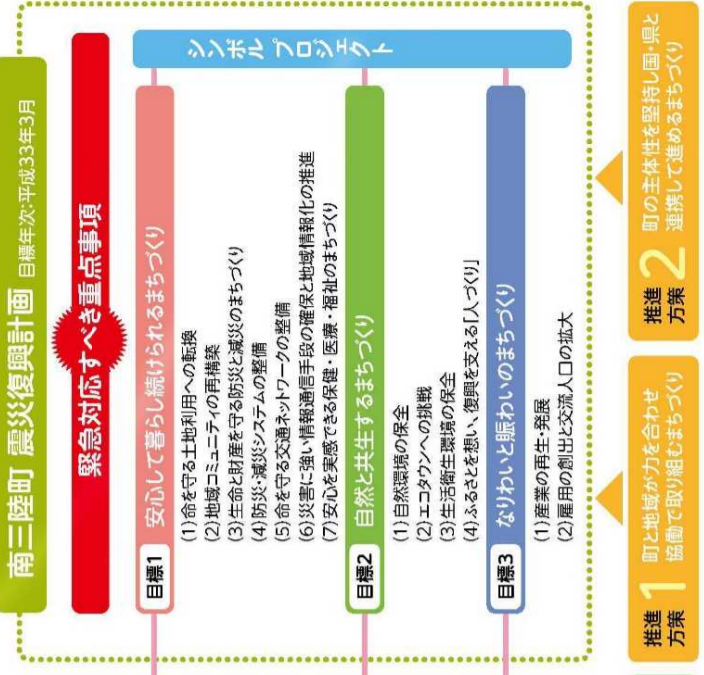 南三陸町 震災復興計画 目標年次:平成33年3月
緊急対応すべき重点事項
シンボルプロジェクト
目標1 安心して暮らし続けられるまちづくり
(1)命を守る土地利用への転換
(2)地域コミュニティの再構築
(3)生命と財産を守る防災と減災のまちづくり
(4)防災・減災システムの整備
(5)命を守る交通ネットワークの整備
(6)災害に強い情報通信手段の確保と地域情報化の推進
(7)安心を実感できる保健・医療・福祉のまちづくり
目標2 自然と共生するまちづくり
(1)自然環境の保全
(2)エコタウンへの挑戦
(3)生活衛生環境の保全
(4)ふるさとを想い、復興を支える「人づくり」
目標3 なりわいと賑わいのまちづくり
(1)産業の再生・発展
(2)雇用の創出と交流人口の拡大
推進方策 1 町と地域が力を合わせ
協働で取り組むまちづくり
推進方策 2 町の主体性を堅持し国・県と
連携して進めるまちづくり